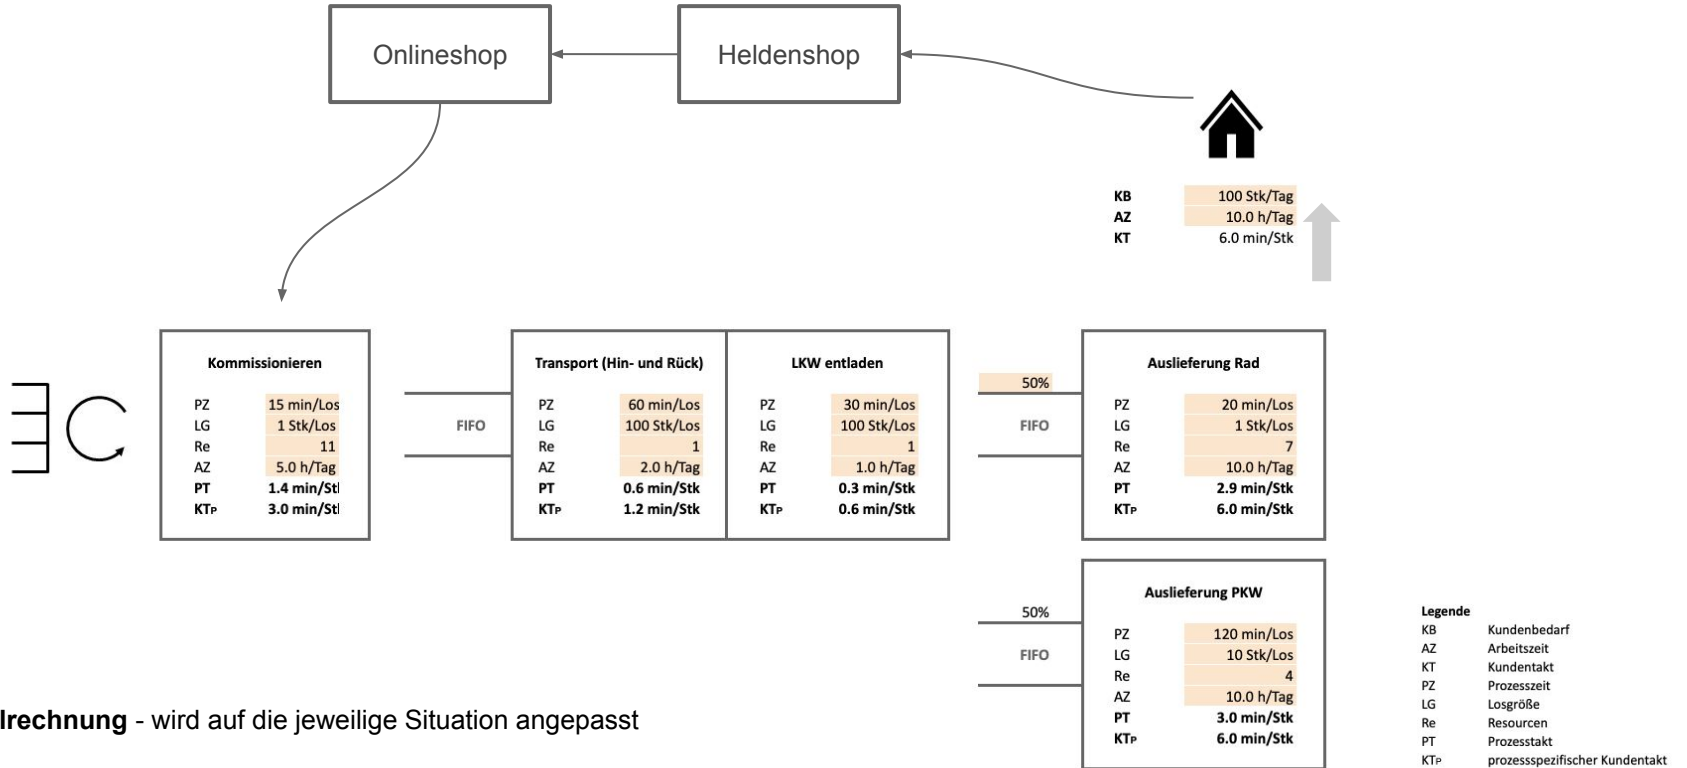 Onlineshop
Heldenshop
KB 100 Stk/Tag
AZ 10.0 h/Tag
KT 6.0 min/Stk
Kommissionieren
PZ 15 min/Los
LG 1 Stk/Los
Re 11
AZ 5.0 h/Tag
PT 1.4 min/St
KTP 3.0 min/St
FIFO
Transport (Hin- und Rück)
PZ 60 min/Los
LG 100 Stk/Los
Re 1
AZ 2.0 h/Tag
PT 0.6 min/Stk
KTP 1.2 min/Stk
LKW entladen
PZ 30 min/Los
LG 100 Stk/Los
Re 1
AZ 1.0 h/Tag
PT 0.3 min/Stk
KTP 0.6 min/Stk
50%
FIFO
Auslieferung Rad
PZ 20 min/Los
LG 1 Stk/Los
Re 7
AZ 10.0 h/Tag
PT 2.9 min/Stk
KTP 6.0 min/Stk
50%
FIFO
Auslieferung PKW
PZ 120 min/Los
LG 10 Stk/Los
Re 4
AZ 10.0 h/Tag
PT 3.0 min/Stk
KTP 6.0 min/Stk
lrechnung - wird auf die jeweilige Situation angepasst
Legende
KB Kundenbedarf
AZ Arbeitszeit
KT Kundentakt
PZ Prozesszeit
LG Losgröße
Re Resourcen
PT Prozesstakt
KTP prozessspezifischer Kundentakt